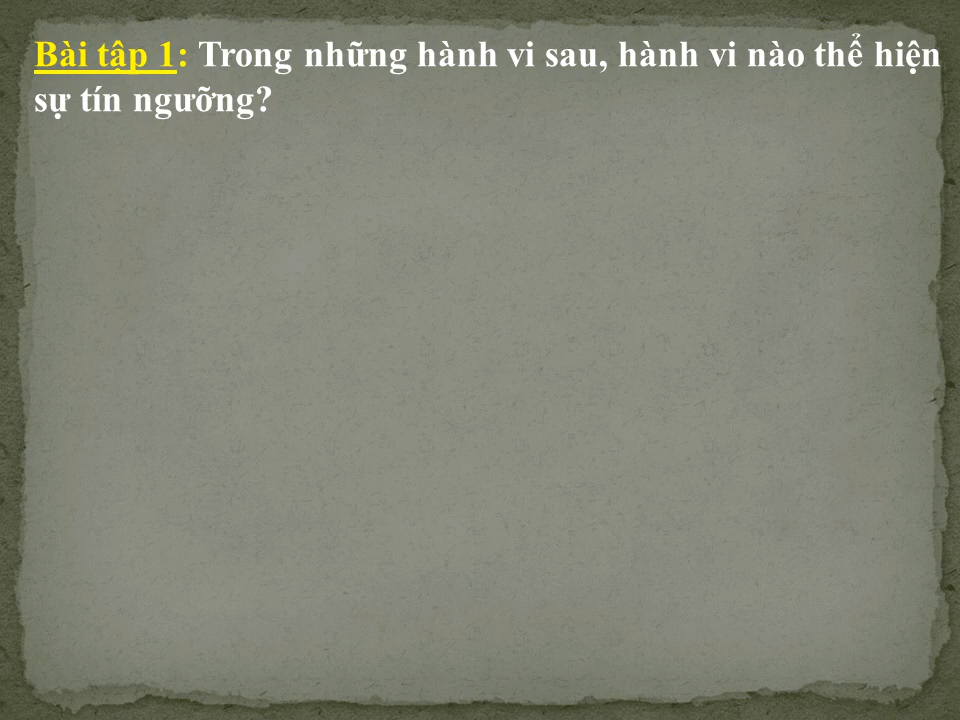 Bài tập 1: Trong những hành vi sau, hành vi nào thể hiện
sự tín ngưỡng?